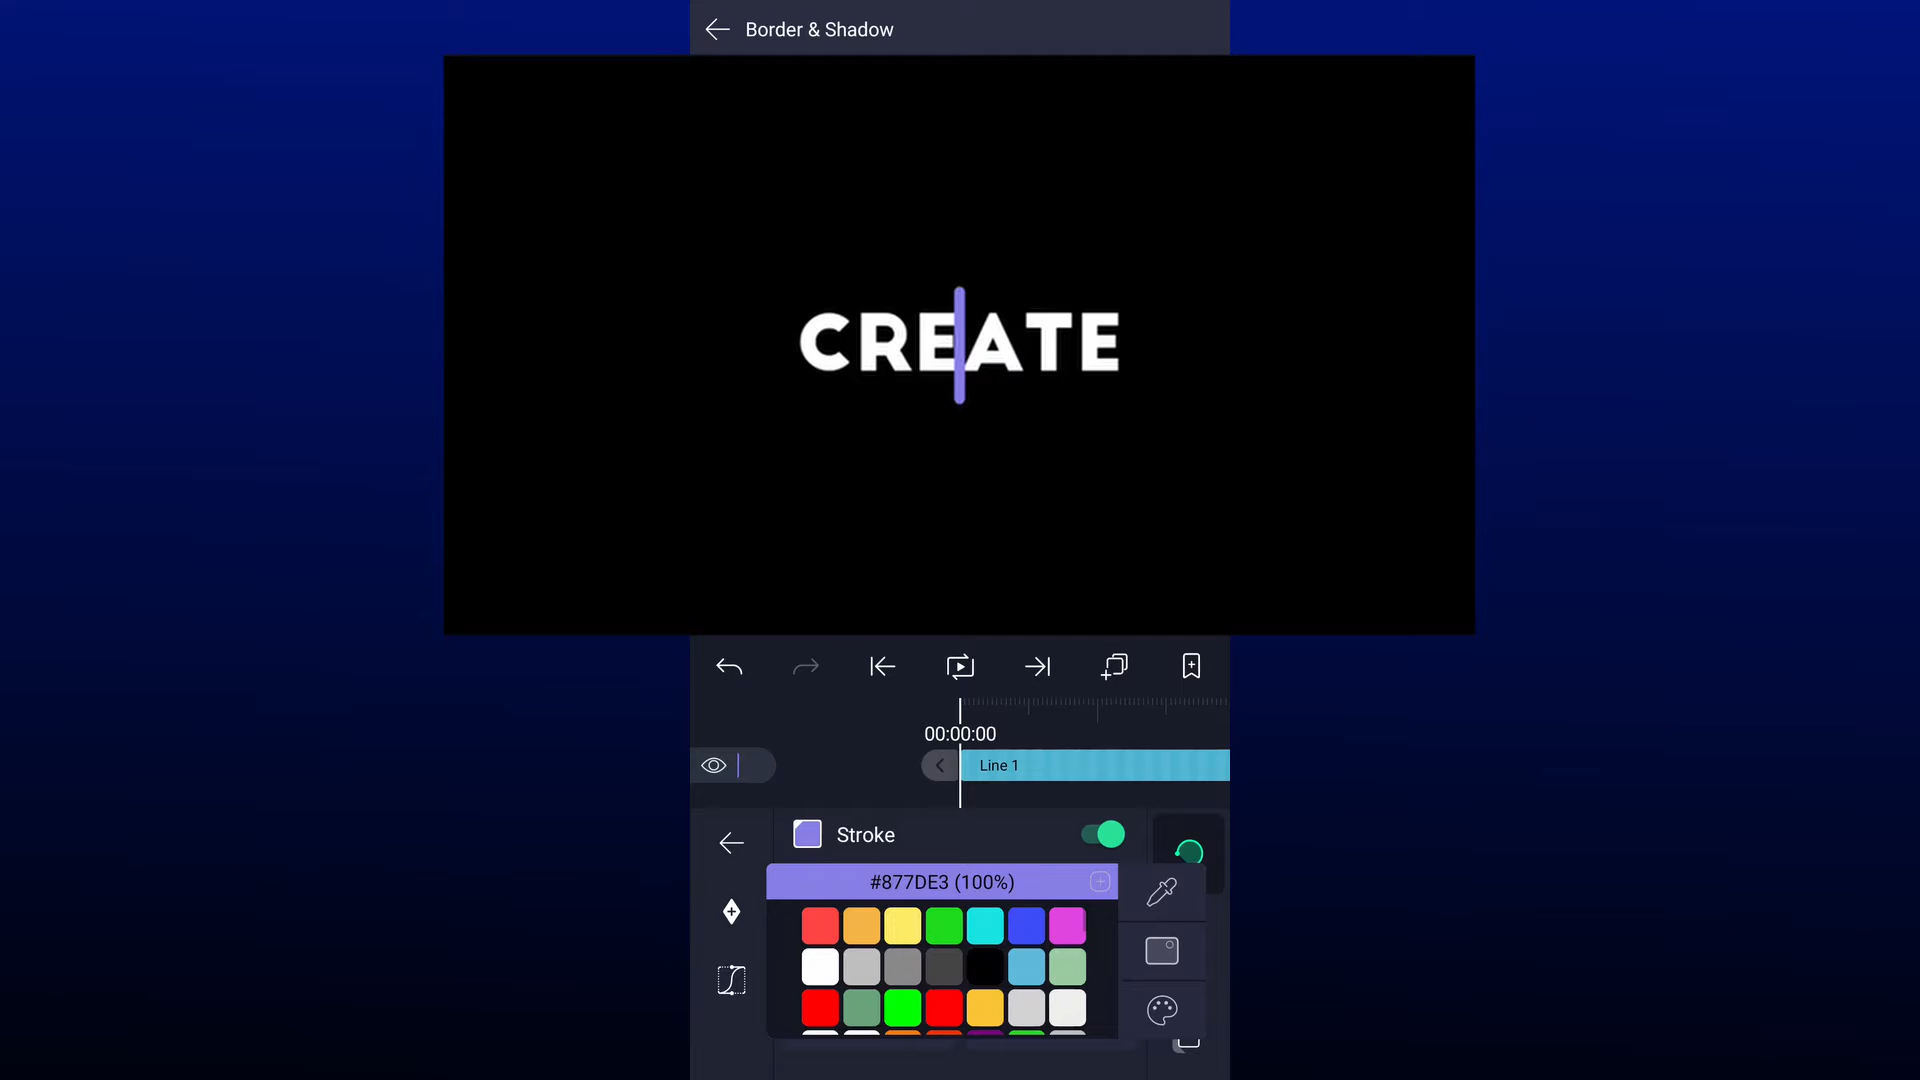 Border & Shadow
CREATE
00:00:00
Line 1
Stroke
#877DE3 (100%)